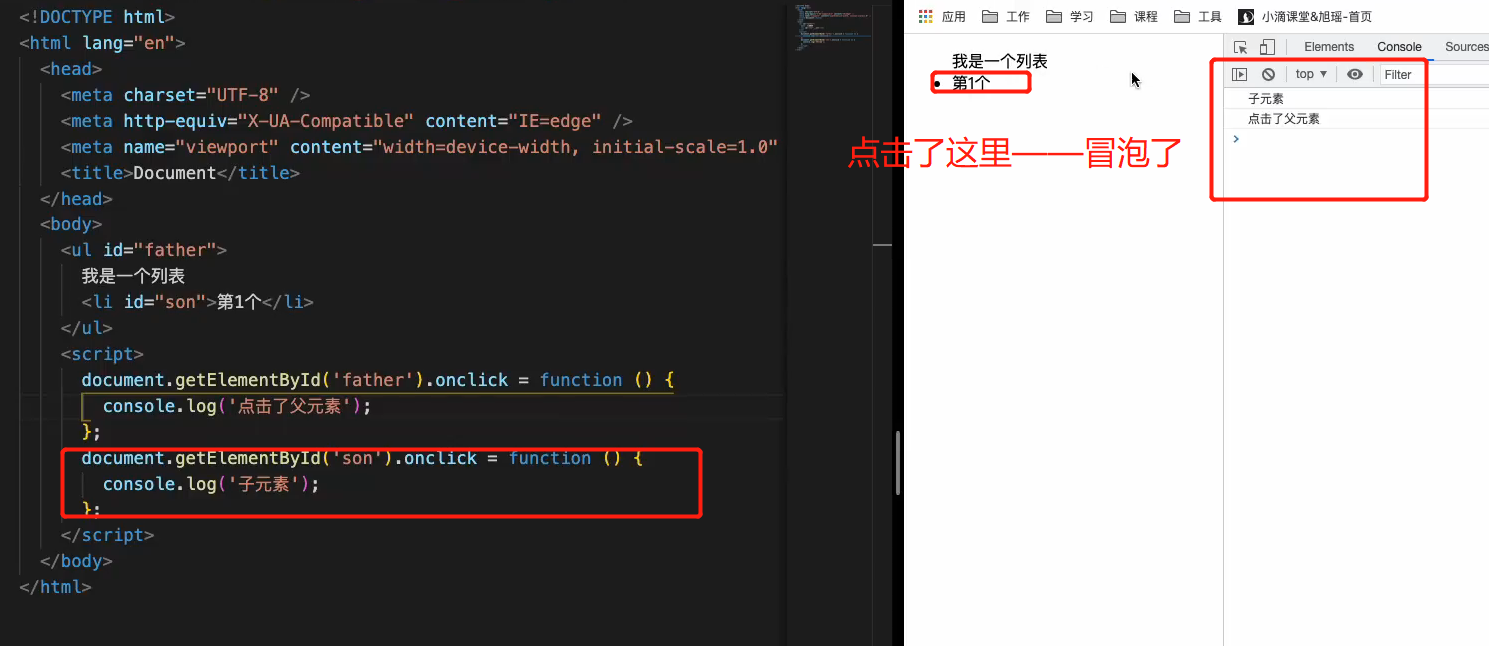 <!DOCTYPE html>
<html lang="en">
<head>
<meta charset="UTF-8" />
<meta http-equiv="X-UA-Compatible" content="IE=edge" />
<meta name="viewport" content="width=device-width, initial-scale=1.0"
<title>Document</title>
</head>
<body>
<ul id="father">
我是一个列表
<li id="son">第1个</li>
</ul>
<script>
document.getElementById('father').onclick = function () {
console.log('点击了父元素');
};
document.getElementById('son').onclick = function () {
console.log('子元素');
};
</script>
</body>
</html>
应用 工作 学习 课程 工具 小滴课堂&旭瑶-首页
我是一个列表
第1个
点击了这里——冒泡了
Elements Console Sources
top Filter
子元素
点击了父元素